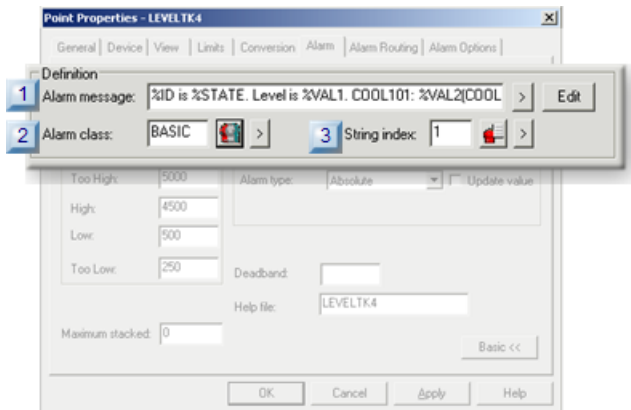 Point Properties - LEVELTK4
General Device View Limits Conversion Alarm Alarm Routing Alarm Options
Definition
1 Alarm message: %ID is %STATE. Level is %VAL1. COOL101: %VAL2(COOL > Edit
2 Alarm class: BASIC > 3 String index: 1 >
Too High: 5000 Alarm type: Absolute Update value
High: 4500
Low: 500
Too Low: 250 Deadband:
Help file: LEVELTK4
Maximum stacked: 0
Basic <<
OK Cancel Apply Help